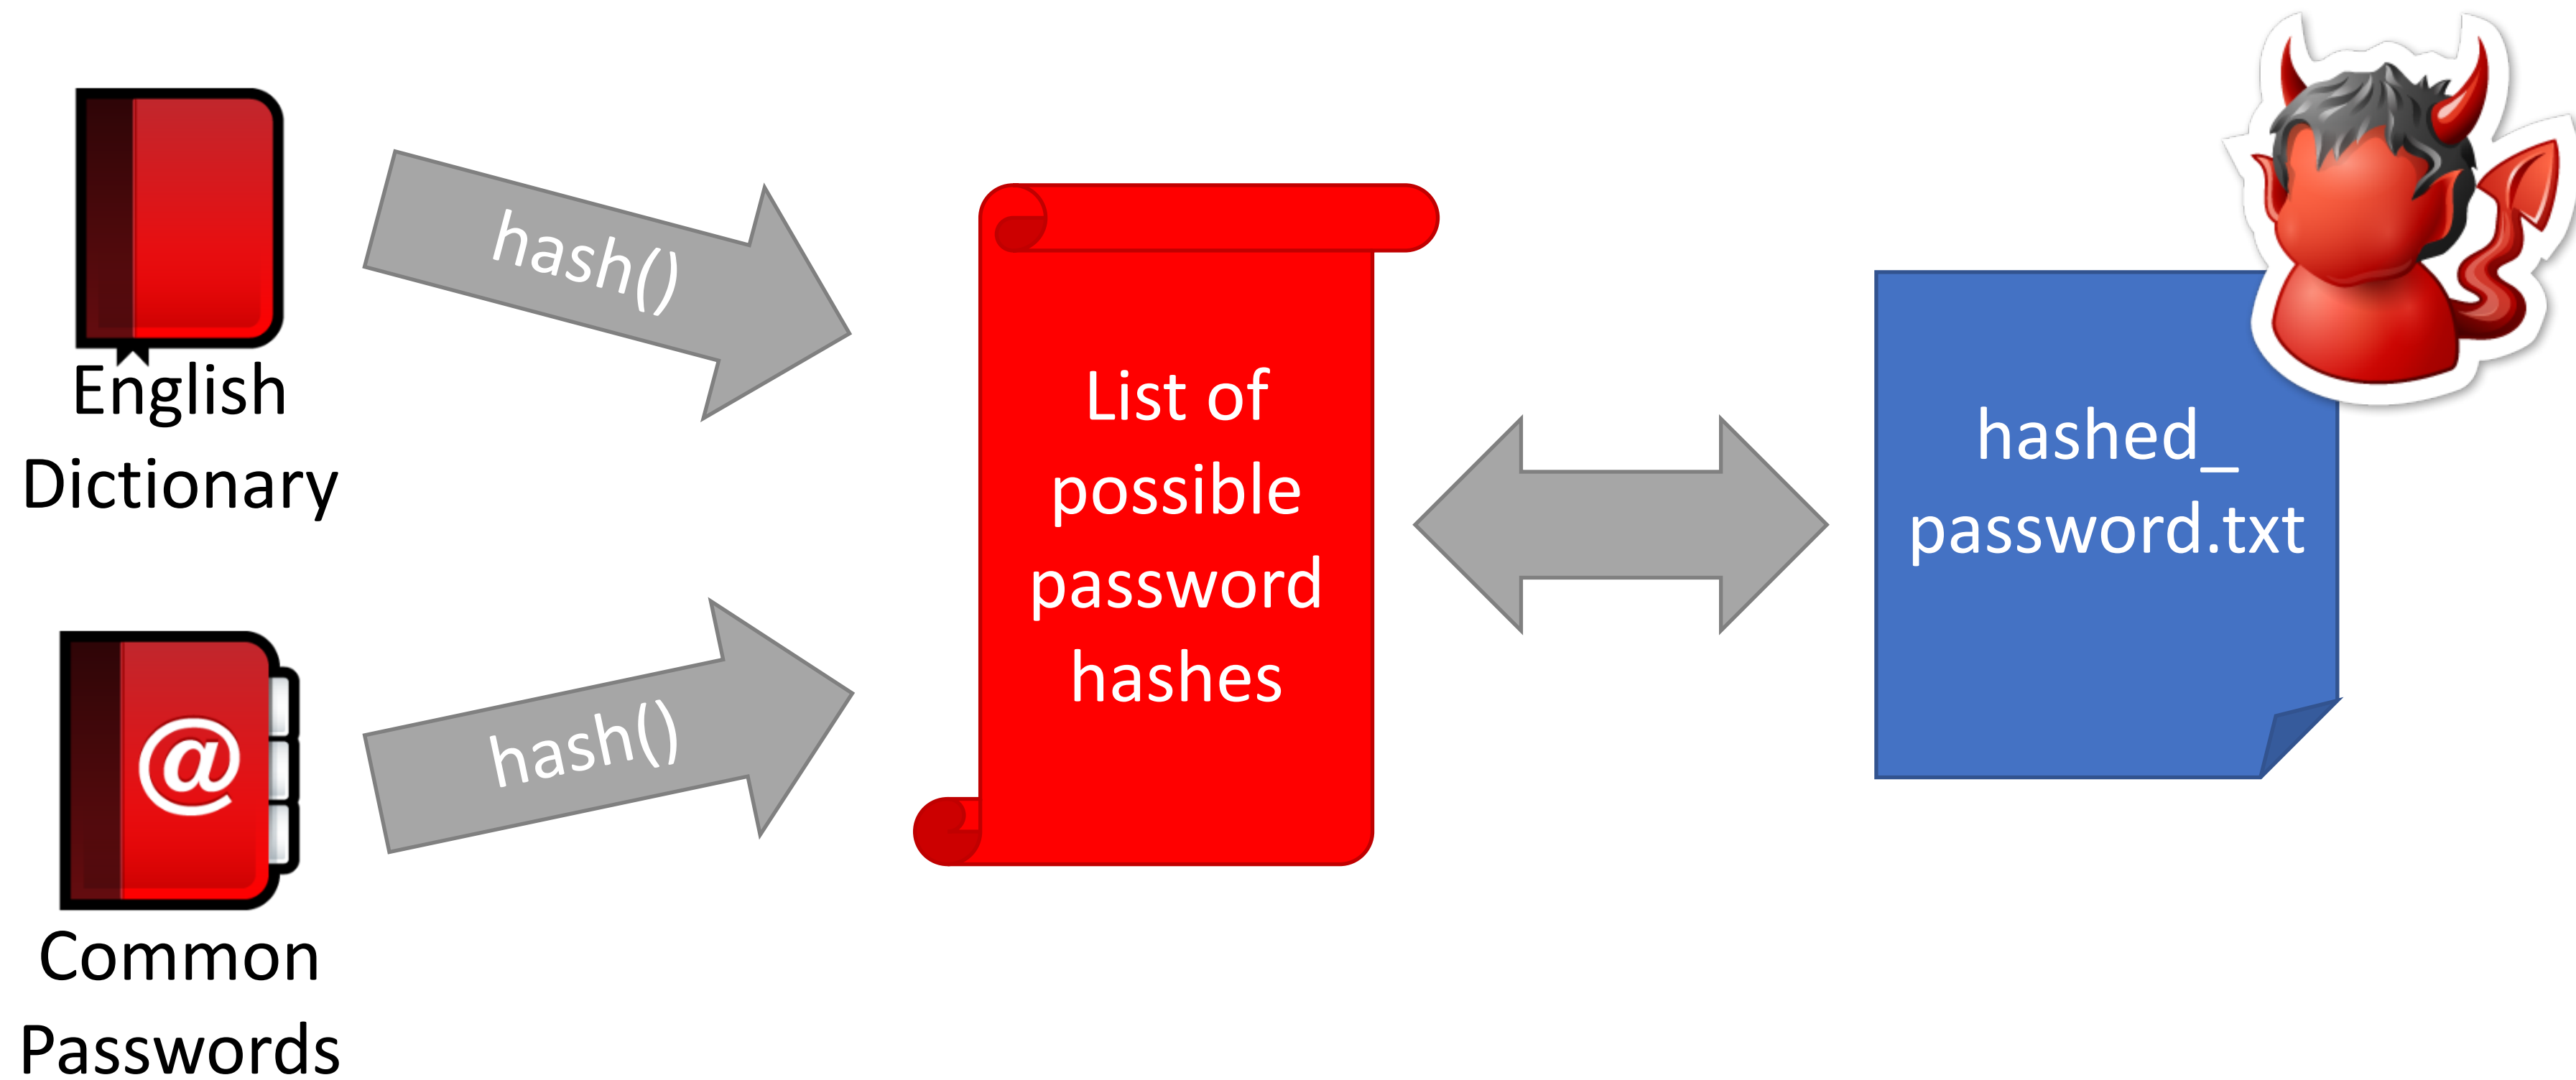 English
Dictionary
hash()
@
Common
Passwords
hash()
List of
possible
password
hashes
hashed_
password.txt